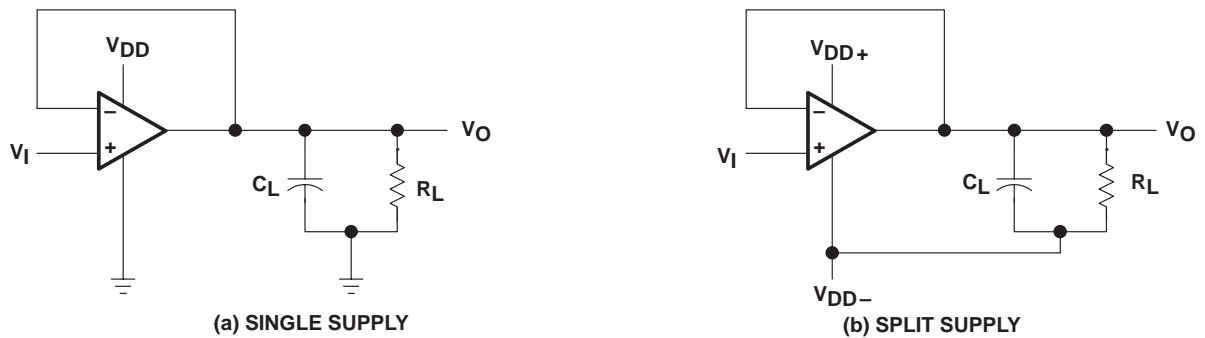 VDD
−
+
VI
VO
CL
RL
(a) SINGLE SUPPLY
VDD+
−
+
VI
VO
CL
RL
VDD−
(b) SPLIT SUPPLY